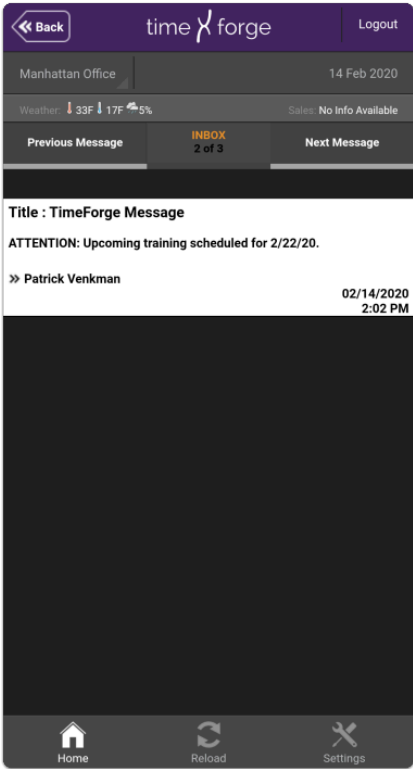 Back
time forge
Logout
Manhattan Office
14 Feb 2020
Weather: 33F 17F 5%
Sales: No Info Available
Previous Message
INBOX
2 of 3
Next Message
Title : TimeForge Message
ATTENTION: Upcoming training scheduled for 2/22/20.
>> Patrick Venkman
02/14/2020
2:02 PM
Home
Reload
Settings